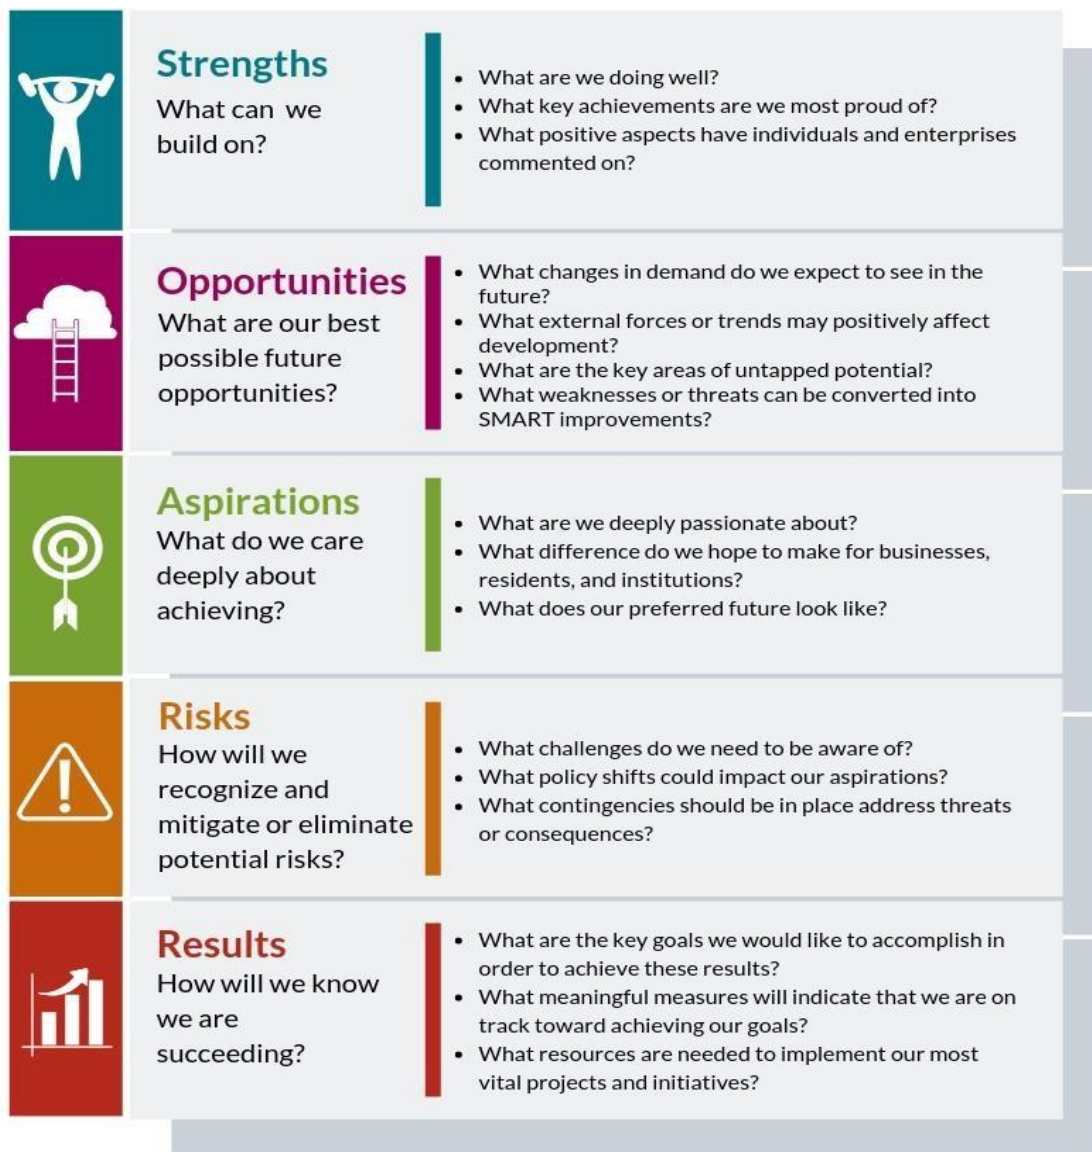 Strengths
What can we
build on?
• What are we doing well?
• What key achievements are we most proud of?
• What positive aspects have individuals and enterprises
commented on?
Opportunities
What are our best
possible future
opportunities?
• What changes in demand do we expect to see in the
future?
• What external forces or trends may positively affect
development?
• What are the key areas of untapped potential?
• What weaknesses or threats can be converted into
SMART improvements?
Aspirations
What do we care
deeply about
achieving?
• What are we deeply passionate about?
• What difference do we hope to make for businesses,
residents, and institutions?
• What does our preferred future look like?
Risks
How will we
recognize and
mitigate or eliminate
potential risks?
• What challenges do we need to be aware of?
• What policy shifts could impact our aspirations?
• What contingencies should be in place address threats
or consequences?
Results
How will we know
we are
succeeding?
• What are the key goals we would like to accomplish in
order to achieve these results?
• What meaningful measures will indicate that we are on
track toward achieving our goals?
• What resources are needed to implement our most
vital projects and initiatives?